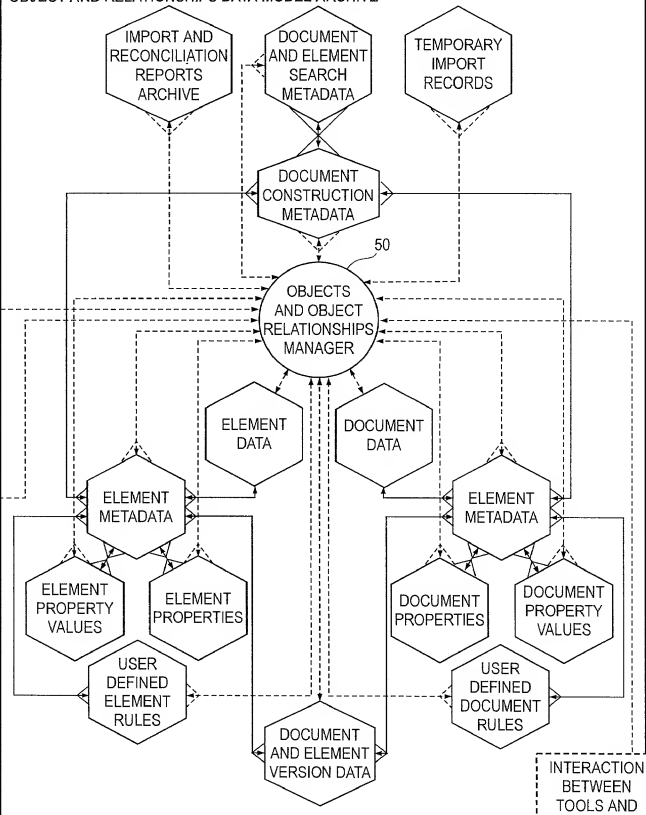 OBJECT AND RELATIONSHIPS DATA MODEL ARCHIVE
IMPORT AND
RECONCILIATION
REPORTS
ARCHIVE
DOCUMENT
AND ELEMENT
SEARCH
METADATA
TEMPORARY
IMPORT
RECORDS
DOCUMENT
CONSTRUCTION
METADATA
50
OBJECTS
AND OBJECT
RELATIONSHIPS
MANAGER
ELEMENT
DATA
DOCUMENT
DATA
ELEMENT
METADATA
ELEMENT
METADATA
ELEMENT
PROPERTY
VALUES
ELEMENT
PROPERTIES
DOCUMENT
PROPERTIES
DOCUMENT
PROPERTY
VALUES
USER
DEFINED
ELEMENT
RULES
USER
DEFINED
DOCUMENT
RULES
DOCUMENT
AND ELEMENT
VERSION DATA
INTERACTION
BETWEEN
TOOLS AND